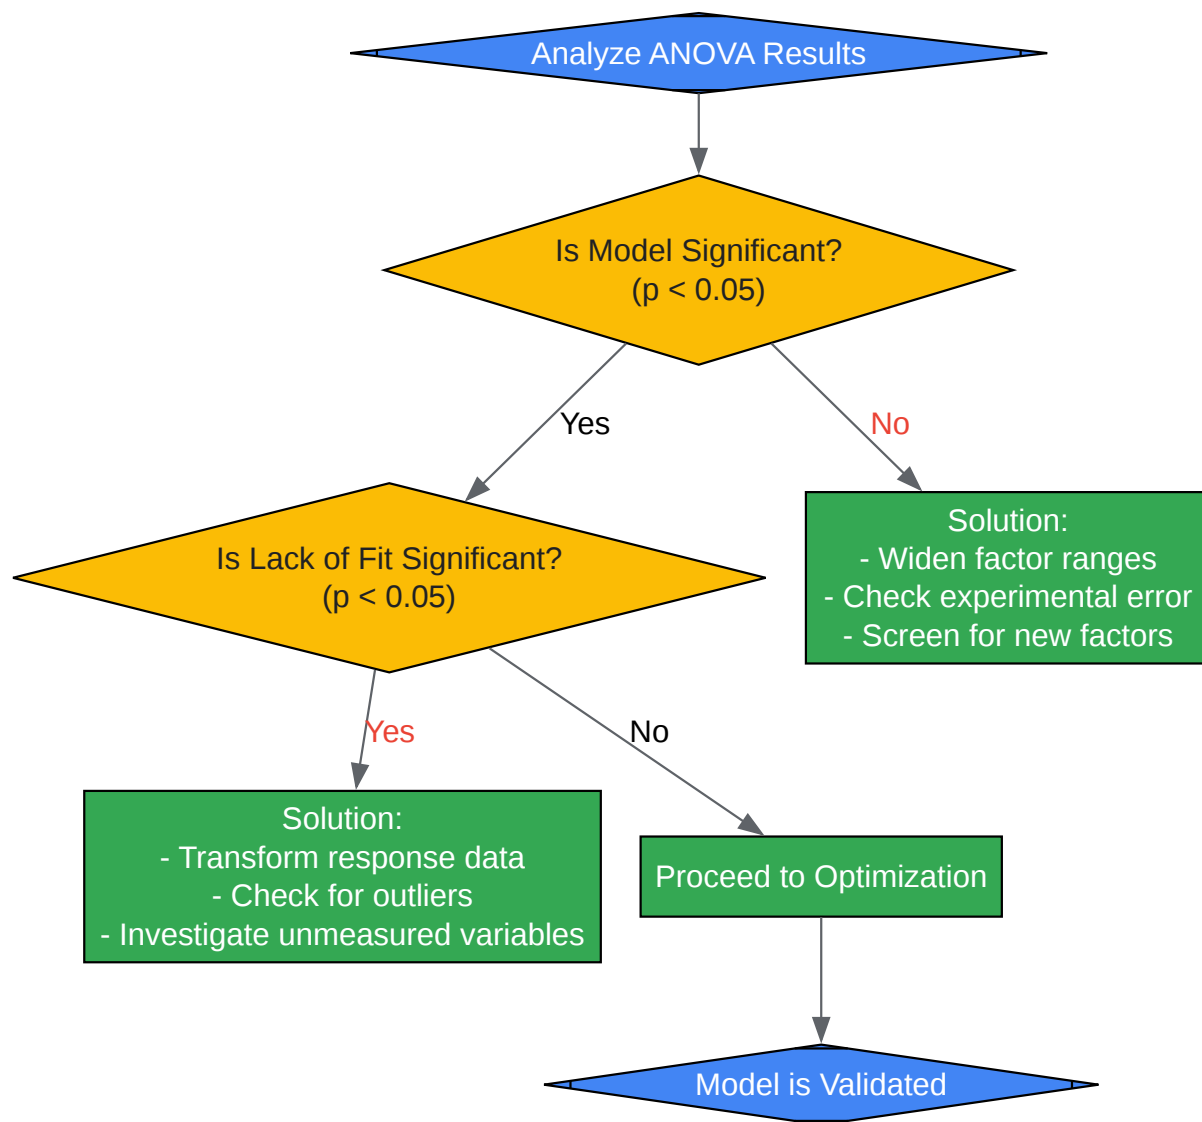 Analyze ANOVA Results
Is Model Significant?
(p < 0.05)
Yes
No
Is Lack of Fit Significant?
(p < 0.05)
Solution:
- Widen factor ranges
- Check experimental error
- Screen for new factors
Yes
No
Solution:
- Transform response data
- Check for outliers
- Investigate unmeasured variables
Proceed to Optimization
Model is Validated